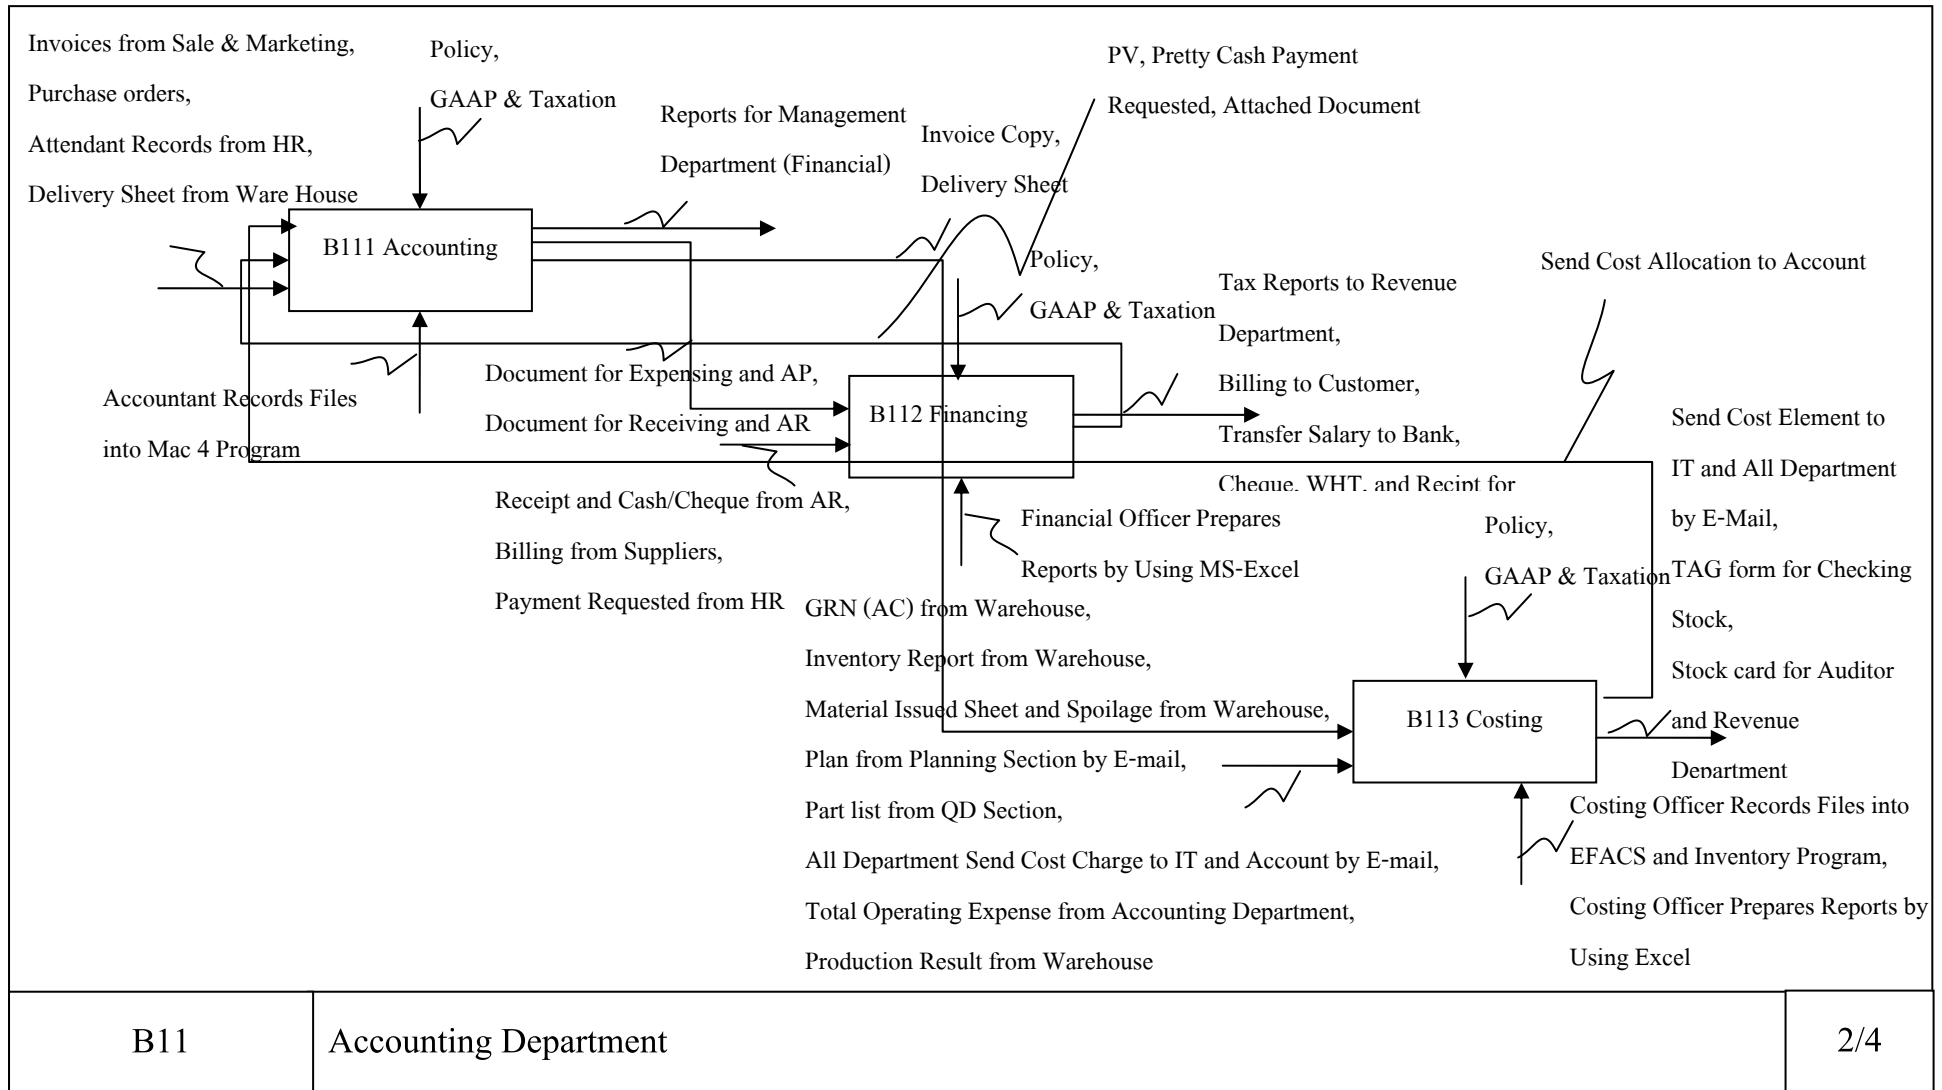 Invoices from Sale & Marketing,
Purchase orders,
Attendant Records from HR,
Delivery Sheet from Ware House
Policy,
GAAP & Taxation
Reports for Management
Department (Financial)
Invoice Copy,
Delivery Sheet
PV, Pretty Cash Payment
Requested, Attached Document
B111 Accounting
Accountant Records Files
into Mac 4 Program
Document for Expensing and AP,
Document for Receiving and AR
Policy,
GAAP & Taxation
Tax Reports to Revenue
Department,
Billing to Customer,
Transfer Salary to Bank,
Cheque, WHT, and Recipt for
Send Cost Allocation to Account
B112 Financing
Receipt and Cash/Cheque from AR,
Billing from Suppliers,
Payment Requested from HR
Financial Officer Prepares
Reports by Using MS-Excel
Policy,
GAAP & Taxation
Send Cost Element to
IT and All Department
by E-Mail,
TAG form for Checking
Stock,
Stock card for Auditor
and Revenue
Department
GRN (AC) from Warehouse,
Inventory Report from Warehouse,
Material Issued Sheet and Spoilage from Warehouse,
Plan from Planning Section by E-mail,
Part list from QD Section,
All Department Send Cost Charge to IT and Account by E-mail,
Total Operating Expense from Accounting Department,
Production Result from Warehouse
B113 Costing
Costing Officer Records Files into
EFACS and Inventory Program,
Costing Officer Prepares Reports by
Using Excel
B11
Accounting Department
2/4